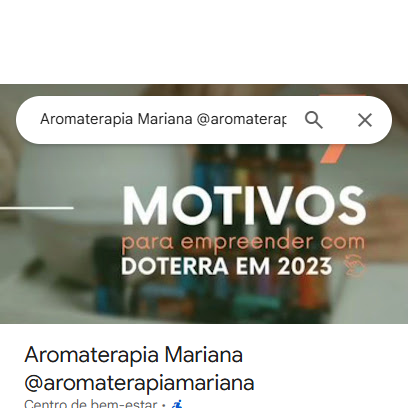 Aromaterapia Mariana @aromaterap
7
MOTIVOS
para empreender com
DOTERRA EM 2023
Aromaterapia Mariana
@aromaterapiamariana
Centro de bem-estar ·